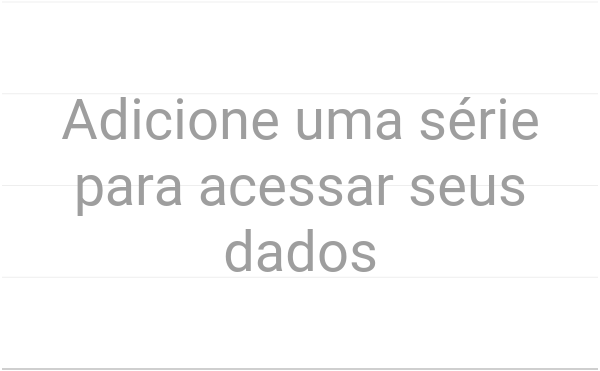 Adicione uma série
para acessar seus
dados